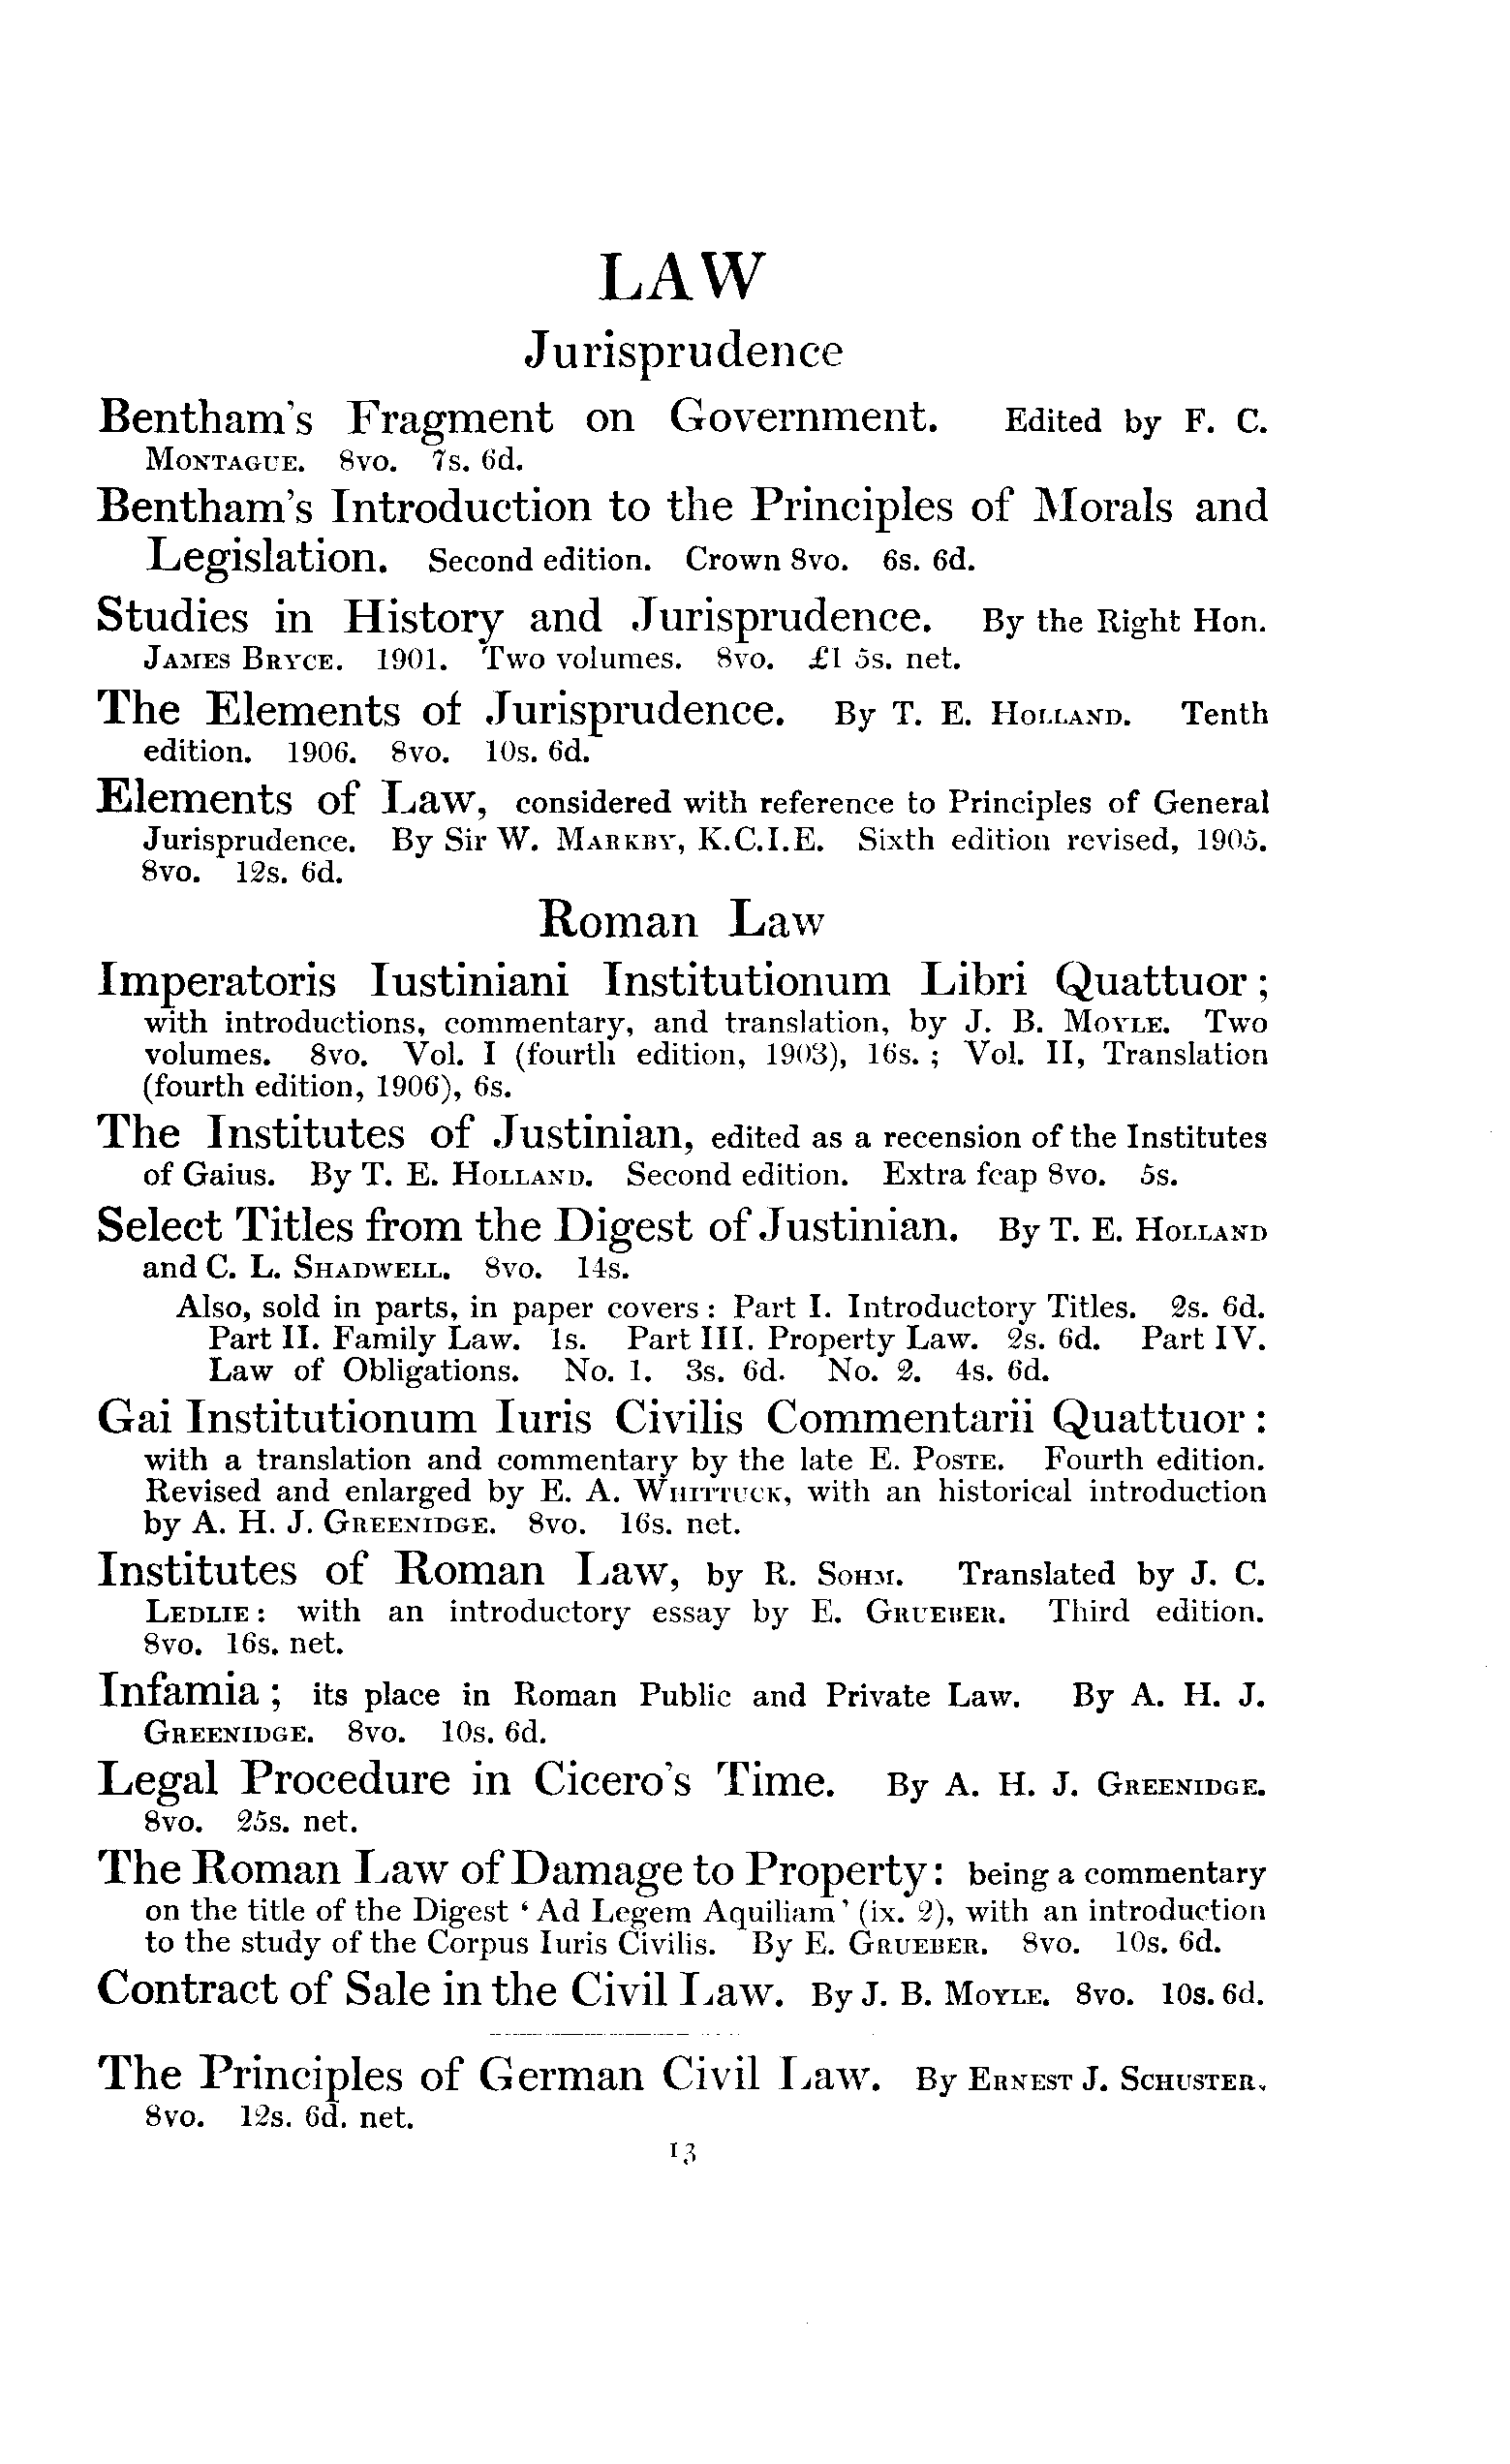 LAW
Jurisprudence
Bentham's Fragment on Government. Edited by F. C.
MONTAGUE. 8vo. 7s. 6d.
Bentham's Introduction to the Principles of Morals and
Legislation. Second edition. Crown 8vo. 6s. 6d.
Studies in History and Jurisprudence. By the Right Hon.
JAMES BRYCE. 1901. Two volumes. 8vo. £1 5s. net.
The Elements of Jurisprudence. By T. E. HOLLAND. Tenth
edition. 1906. 8vo. 10s. 6d.
Elements of Law, considered with reference to Principles of General
Jurisprudence. By Sir W. MARKBY, K.C.I.E. Sixth edition revised, 1905.
8vo. 12s. 6d.
Roman Law
Imperatoris Iustiniani Institutionum Libri Quattuor;
with introductions, commentary, and translation, by J. B. MOYLE. Two
volumes. 8vo. Vol. I (fourth edition, 1903), 16s. ; Vol. II, Translation
(fourth edition, 1906), 6s.
The Institutes of Justinian, edited as a recension of the Institutes
of Gaius. By T. E. HOLLAND. Second edition. Extra fcap 8vo. 5s.
Select Titles from the Digest of Justinian. By T. E. HOLLAND
and C. L. SHADWELL. 8vo. 14s.
Also, sold in parts, in paper covers: Part I. Introductory Titles. 2s. 6d.
Part II. Family Law. 1s. Part III. Property Law. 2s. 6d. Part IV.
Law of Obligations. No. 1. 3s. 6d. No. 2. 4s. 6d.
Gai Institutionum Iuris Civilis Commentarii Quattuor:
with a translation and commentary by the late E. POSTE. Fourth edition.
Revised and enlarged by E. A. WHITTUCK, with an historical introduction
by A. H. J. GREENIDGE. 8vo. 16s. net.
Institutes of Roman Law, by R. SOHM. Translated by J. C.
LEDLIE: with an introductory essay by E. GRUEBER. Third edition.
8vo. 16s. net.
Infamia; its place in Roman Public and Private Law. By A. H. J.
GREENIDGE. 8vo. 10s. 6d.
Legal Procedure in Cicero's Time. By A. H. J. GREENIDGE.
8vo. 25s. net.
The Roman Law of Damage to Property: being a commentary
on the title of the Digest ‘Ad Legem Aquiliam’ (ix. 2), with an introduction
to the study of the Corpus Iuris Civilis. By E. GRUEBER. 8vo. 10s. 6d.
Contract of Sale in the Civil Law. By J. B. MOYLE. 8vo. 10s. 6d.
The Principles of German Civil Law. By ERNEST J. SCHUSTER.
8vo. 12s. 6d. net.
13